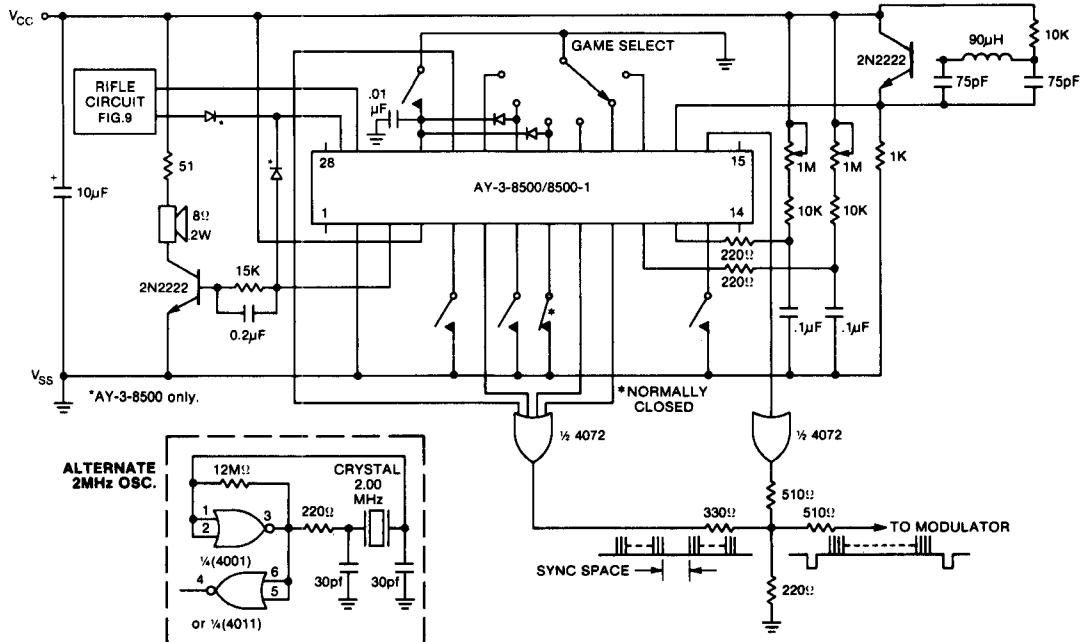 VCC
RIFLE
CIRCUIT
FIG.9
+
10µF
51
8Ω
.2W
2N2222
15K
0.2µF
*
*
.01
µF
GAME SELECT
28
15
AY-3-8500/8500-1
1
14
220Ω
220Ω
1M
1M
10K
10K
.1µF
.1µF
1K
2N2222
90µH
10K
75pF
75pF
*
VSS
*AY-3-8500 only.
*NORMALLY
CLOSED
½ 4072
½ 4072
ALTERNATE
2MHz OSC.
12MΩ
1
2
3
220Ω
CRYSTAL
2.00
MHz
¼(4001)
4
6
5
30pf
30pf
or ¼(4011)
510Ω
330Ω
510Ω
TO MODULATOR
SYNC SPACE
220Ω